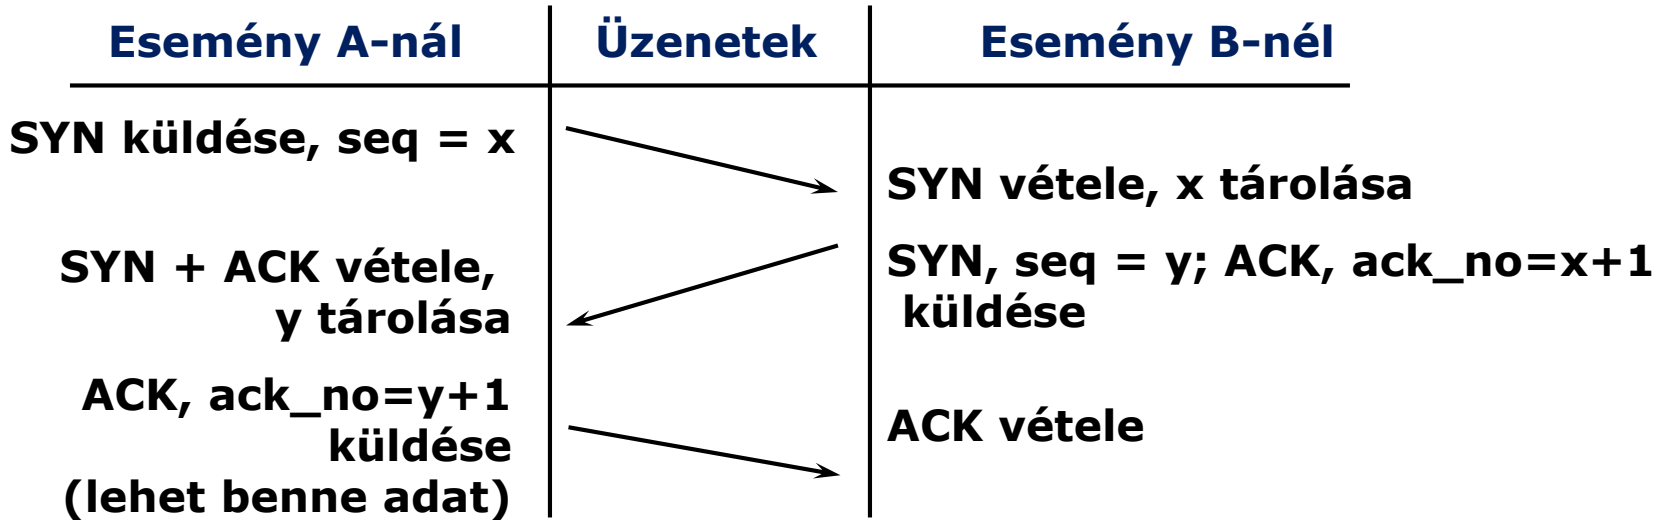 Esemény A-nál
Üzenetek
Esemény B-nél
SYN küldése, seq = x
SYN vétele, x tárolása
SYN, seq = y; ACK, ack_no=x+1
küldése
SYN + ACK vétele,
y tárolása
ACK, ack_no=y+1
küldése
(lehet benne adat)
ACK vétele